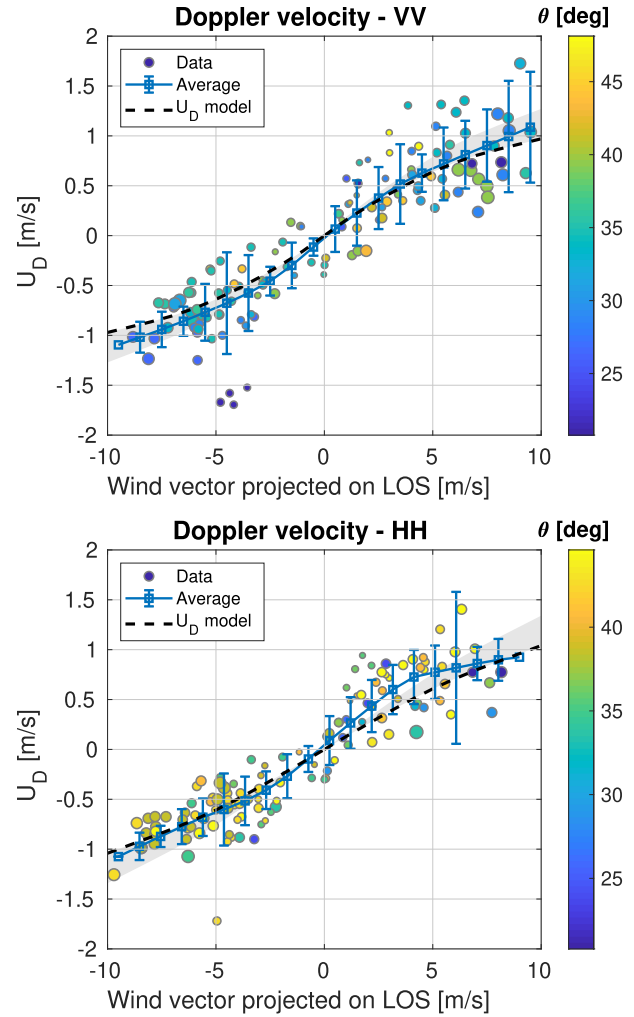 Doppler velocity - VV
θ [deg]
Data
Average
U_D model
2
1.5
1
0.5
0
-0.5
-1
-1.5
-2
U_D [m/s]
-10
-5
0
5
10
Wind vector projected on LOS [m/s]
45
40
35
30
25
Doppler velocity - HH
θ [deg]
Data
Average
U_D model
2
1.5
1
0.5
0
-0.5
-1
-1.5
-2
U_D [m/s]
-10
-5
0
5
10
Wind vector projected on LOS [m/s]
40
35
30
25